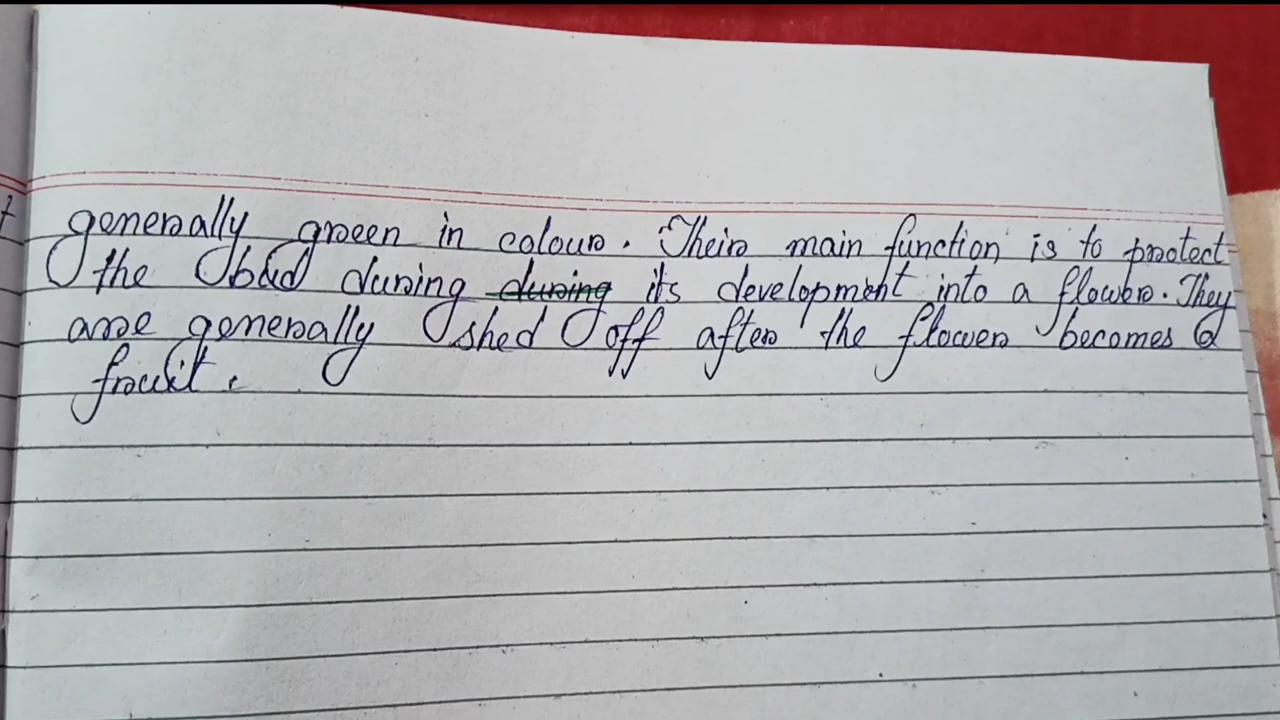 generally green in colour. Their main function is to protect
the bud during during its development into a flower. They
are generally shed off after the flower becomes a
fruit.